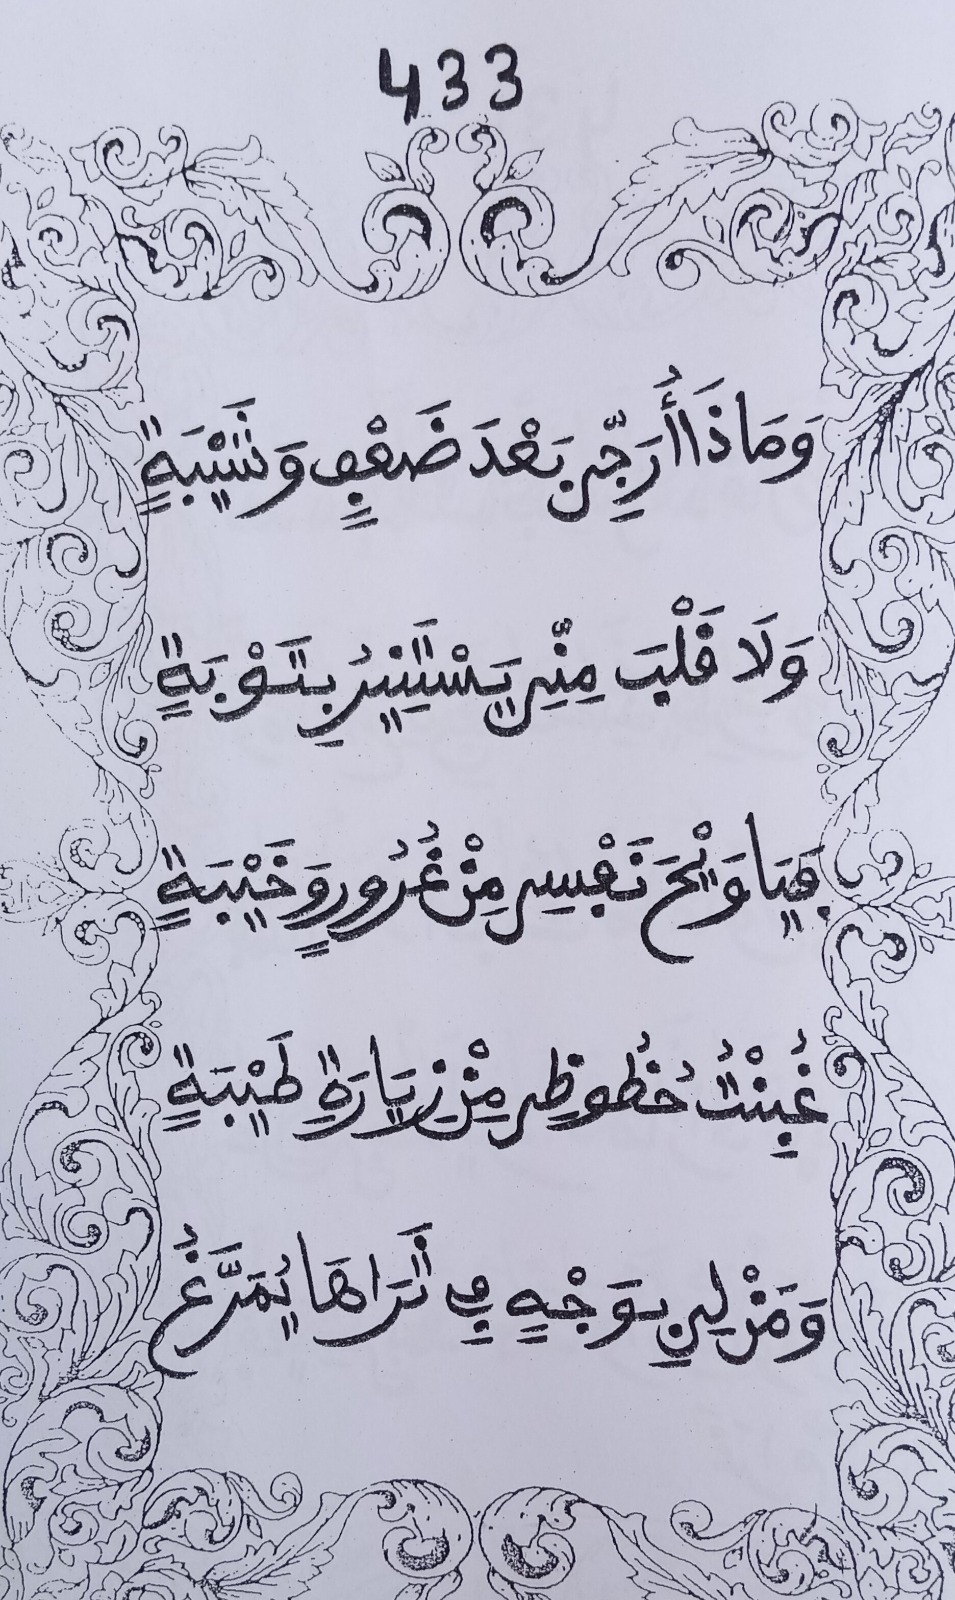 433
وَمَاذَا أُرَجِّي بَعْدَ ضَعْفٍ وَشَيْبَةٍ
وَلَا قَلْبَ مِنِّي يَسْتَنِيرُ بِتَوْبَةٍ
فَيَا وَيْحَ نَفْسِي مِنْ غُرُورٍ وَخَيْبَةٍ
غُبِنْتُ حُظُوظِي مِنْ زِيَارَةِ طَيْبَةٍ
وَمَنْ لِي بِوَجْهٍ فِي ثَرَاهَا يُمَرَّغُ